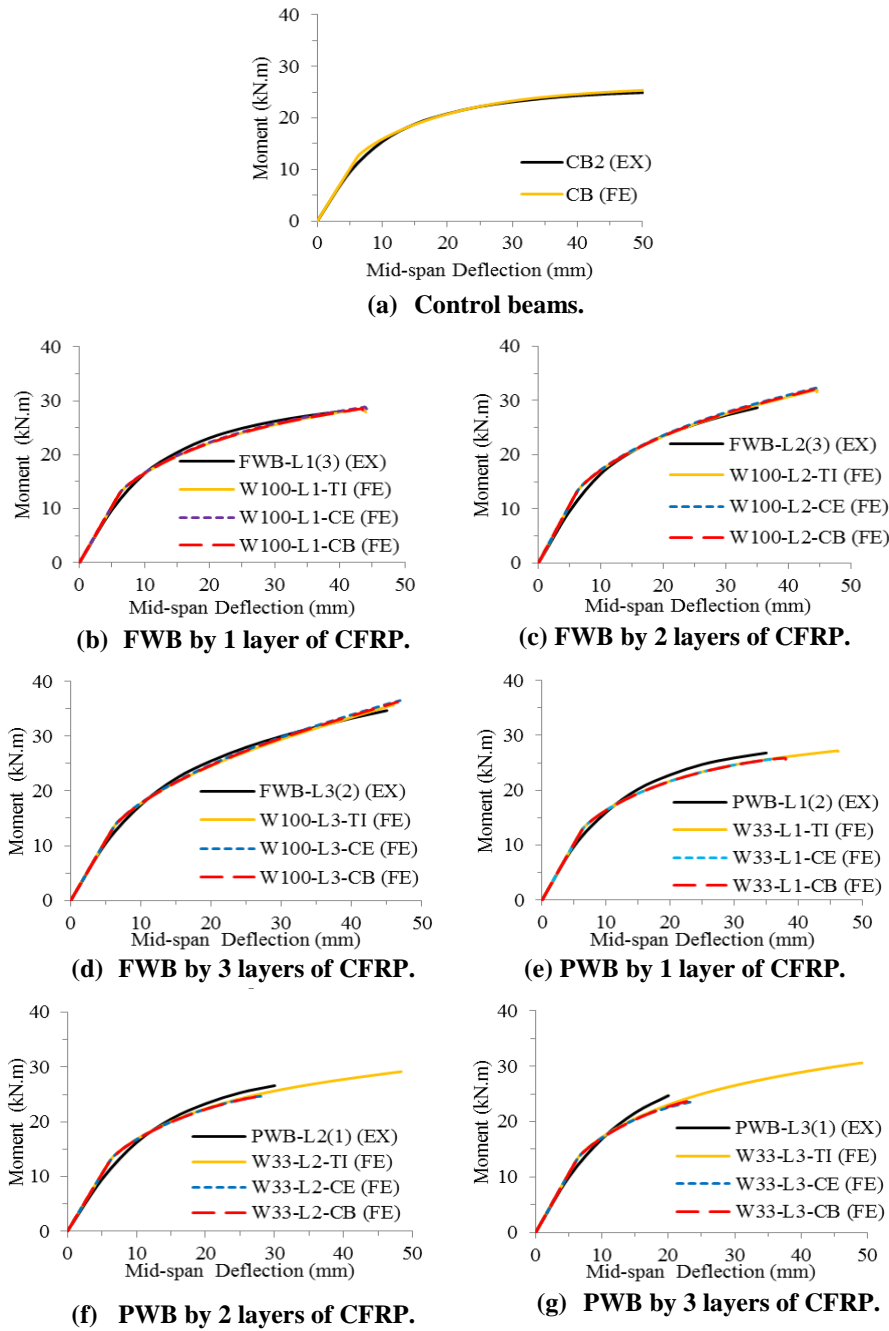 40
30
20
10
0
Moment (kN.m)
CB2 (EX)
CB (FE)
0 10 20 30 40 50
Mid-span Deflection (mm)
(a) Control beams.
40
30
20
10
0
Moment (kN.m)
FWB-L1(3) (EX)
W100-L1-TI (FE)
W100-L1-CE (FE)
W100-L1-CB (FE)
0 10 20 30 40 50
Mid-span Deflection (mm)
(b) FWB by 1 layer of CFRP.
40
30
20
10
0
Moment (kN.m)
FWB-L2(3) (EX)
W100-L2-TI (FE)
W100-L2-CE (FE)
W100-L2-CB (FE)
0 10 20 30 40 50
Mid-span Deflection (mm)
(c) FWB by 2 layers of CFRP.
40
30
20
10
0
Moment (kN.m)
FWB-L3(2) (EX)
W100-L3-TI (FE)
W100-L3-CE (FE)
W100-L3-CB (FE)
0 10 20 30 40 50
Mid-span Deflection (mm)
(d) FWB by 3 layers of CFRP.
40
30
20
10
0
Moment (kN.m)
PWB-L1(2) (EX)
W33-L1-TI (FE)
W33-L1-CE (FE)
W33-L1-CB (FE)
0 10 20 30 40 50
Mid-span Deflection (mm)
(e) PWB by 1 layer of CFRP.
40
30
20
10
0
Moment (kN.m)
PWB-L2(1) (EX)
W33-L2-TI (FE)
W33-L2-CE (FE)
W33-L2-CB (FE)
0 10 20 30 40 50
Mid-span Deflection (mm)
(f) PWB by 2 layers of CFRP.
40
30
20
10
0
Moment (kN.m)
PWB-L3(1) (EX)
W33-L3-TI (FE)
W33-L3-CE (FE)
W33-L3-CB (FE)
0 10 20 30 40 50
Mid-span Deflection (mm)
(g) PWB by 3 layers of CFRP.